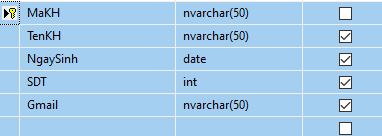 MaKH nvarchar(50)
TenKH nvarchar(50)
NgaySinh date
SDT int
Gmail nvarchar(50)